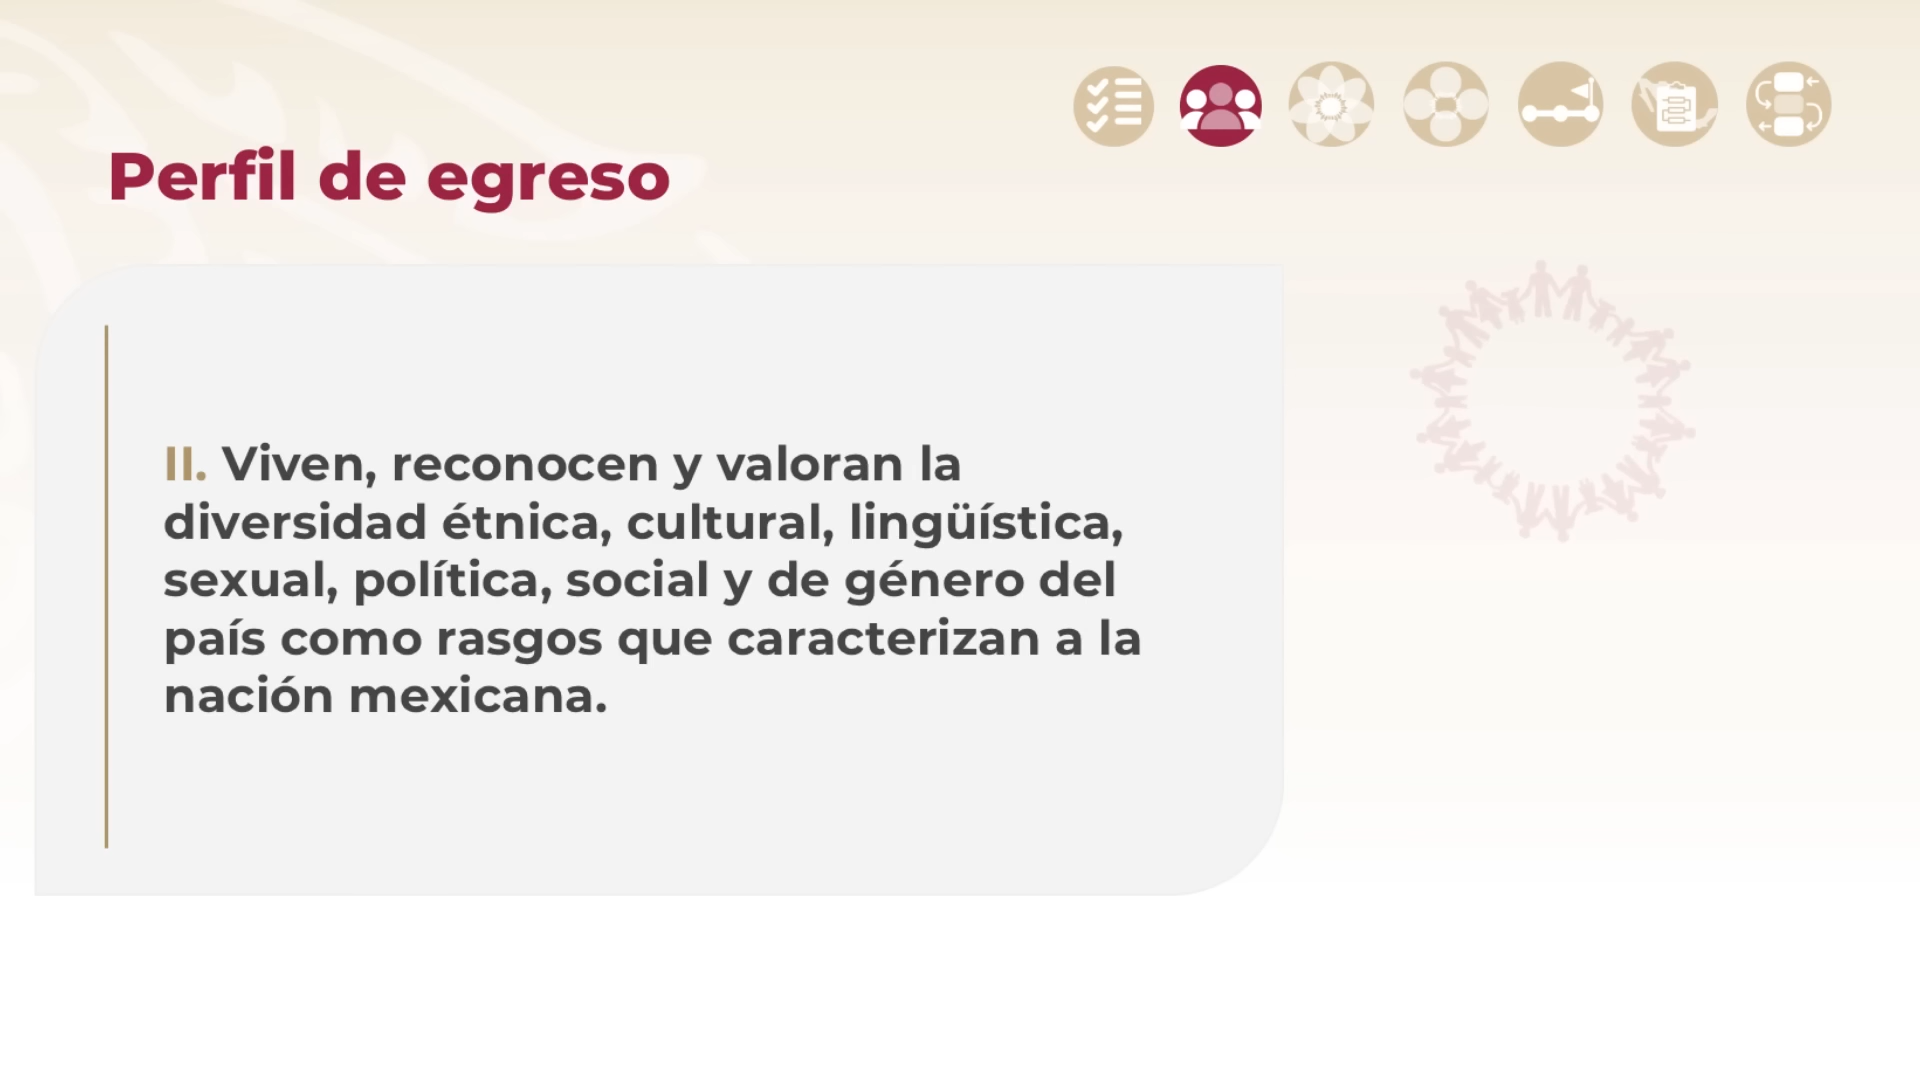 Perfil de egreso
II. Viven, reconocen y valoran la
diversidad étnica, cultural, lingüística,
sexual, política, social y de género del
país como rasgos que caracterizan a la
nación mexicana.